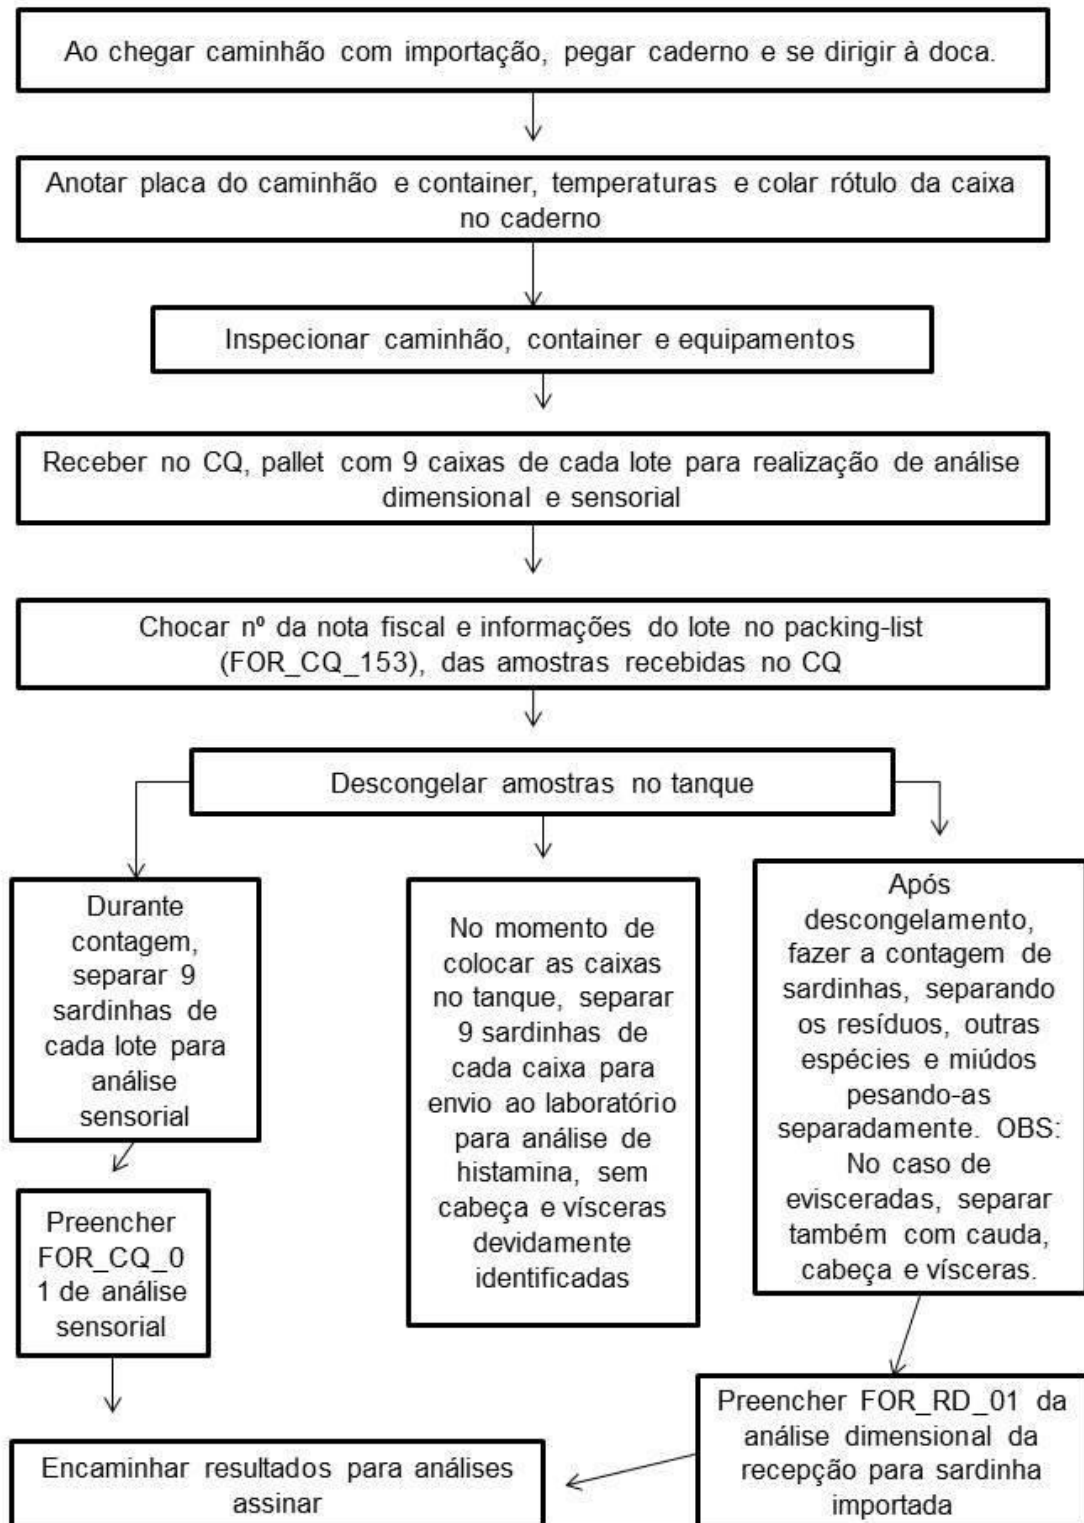 Ao chegar caminhão com importação, pegar caderno e se dirigir à doca.
Anotar placa do caminhão e container, temperaturas e colar rótulo da caixa
no caderno
Inspecionar caminhão, container e equipamentos
Receber no CQ, pallet com 9 caixas de cada lote para realização de análise
dimensional e sensorial
Chocar nº da nota fiscal e informações do lote no packing-list
(FOR_CQ_153), das amostras recebidas no CQ
Descongelar amostras no tanque
Durante
contagem,
separar 9
sardinhas de
cada lote para
análise
sensorial
No momento de
colocar as caixas
no tanque, separar
9 sardinhas de
cada caixa para
envio ao laboratório
para análise de
histamina, sem
cabeça e vísceras
devidamente
identificadas
Após
descongelamento,
fazer a contagem de
sardinhas, separando
os resíduos, outras
espécies e miúdos
pesando-as
separadamente. OBS:
No caso de
evisceradas, separar
também com cauda,
cabeça e vísceras.
Preencher
FOR_CQ_0
1 de análise
sensorial
Preencher FOR_RD_01 da
análise dimensional da
recepção para sardinha
importada
Encaminhar resultados para análises
assinar